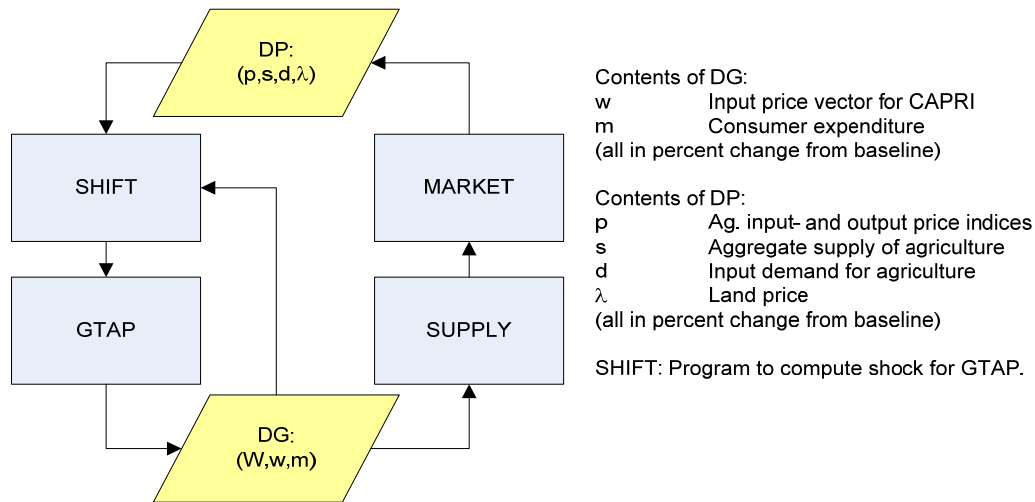 DP:
(p,s,d,λ)
SHIFT
MARKET
GTAP
SUPPLY
DG:
(W,w,m)
Contents of DG:
w Input price vector for CAPRI
m Consumer expenditure
(all in percent change from baseline)
Contents of DP:
p Ag. input- and output price indices
s Aggregate supply of agriculture
d Input demand for agriculture
λ Land price
(all in percent change from baseline)
SHIFT: Program to compute shock for GTAP.